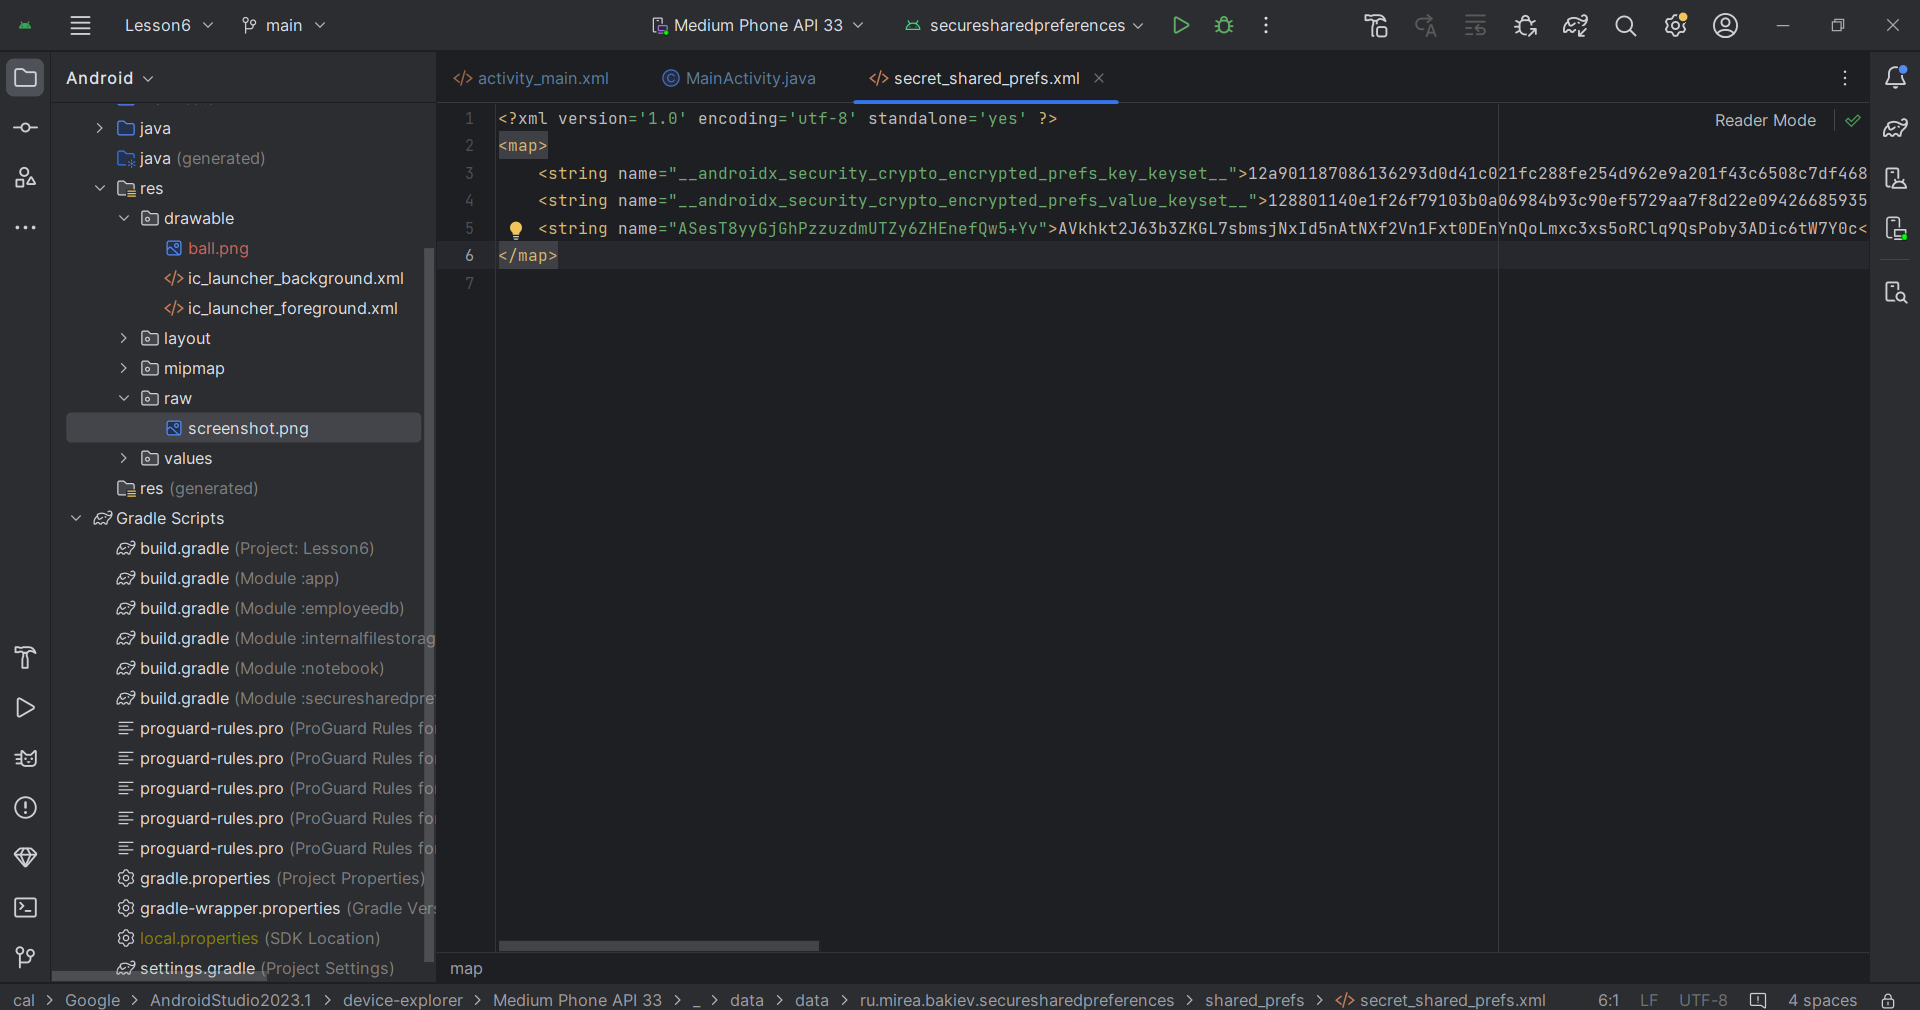 Lesson6 main Medium Phone API 33 securesharedpreferences
Android
java
java (generated)
res
drawable
ball.png
ic_launcher_background.xml
ic_launcher_foreground.xml
layout
mipmap
raw
screenshot.png
values
res (generated)
Gradle Scripts
build.gradle (Project: Lesson6)
build.gradle (Module :app)
build.gradle (Module :employeedb)
build.gradle (Module :internalfilestorag
build.gradle (Module :notebook)
build.gradle (Module :securesharedpre
proguard-rules.pro (ProGuard Rules fo
proguard-rules.pro (ProGuard Rules fo
proguard-rules.pro (ProGuard Rules fo
proguard-rules.pro (ProGuard Rules fo
proguard-rules.pro (ProGuard Rules fo
gradle.properties (Project Properties)
gradle-wrapper.properties (Gradle Ver
local.properties (SDK Location)
settings.gradle (Project Settings)
activity_main.xml MainActivity.java secret_shared_prefs.xml
Reader Mode
1 <?xml version='1.0' encoding='utf-8' standalone='yes' ?>
2 <map>
3 <string name="__androidx_security_crypto_encrypted_prefs_key_keyset__">12a901187086136293d0d41c021fc288fe254d962e9a201f43c6508c7df468
4 <string name="__androidx_security_crypto_encrypted_prefs_value_keyset__">128801140e1f26f79103b0a06984b93c90ef5729aa7f8d22e09426685935
5 <string name="ASesT8yyGjGhPzzuzdmUTZy6ZHEnefQw5+Yv">AVkhkt2J63b3ZKGL7sbmsjNxId5nAtNXf2Vn1Fxt0DEnYnQoLmxc3xs5oRClq9QsPoby3ADic6tW7Y0c<
6 </map>
7
map
cal > Google > AndroidStudio2023.1 > device-explorer > Medium Phone API 33 > _ > data > data > ru.mirea.bakiev.securesharedpreferences > shared_prefs > secret_shared_prefs.xml 6:1 LF UTF-8 4 spaces